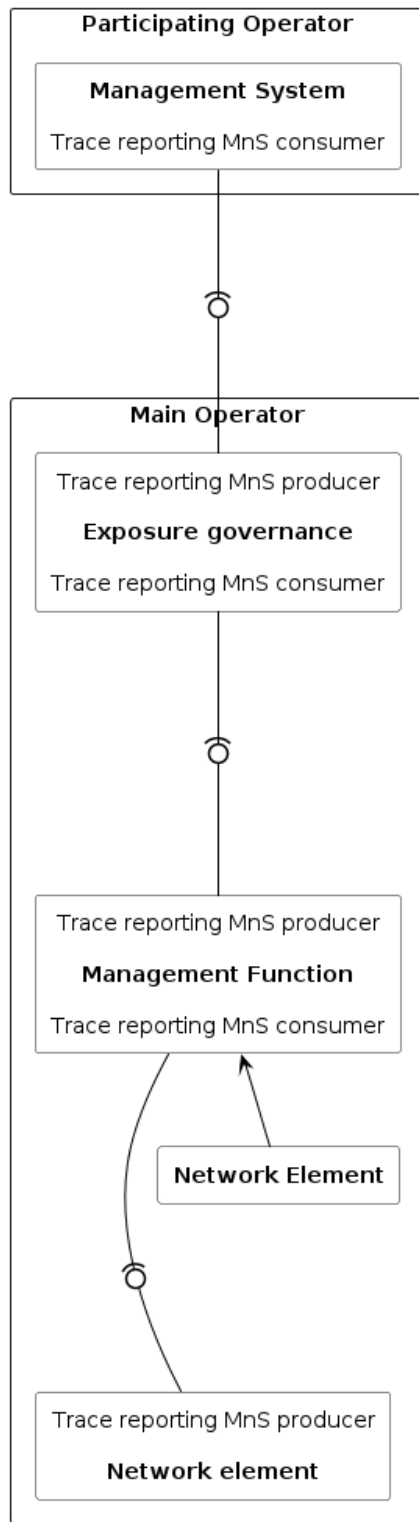 Participating Operator
Management System
Trace reporting MnS consumer
Main Operator
Trace reporting MnS producer
Exposure governance
Trace reporting MnS consumer
Trace reporting MnS producer
Management Function
Trace reporting MnS consumer
Network Element
Trace reporting MnS producer
Network element